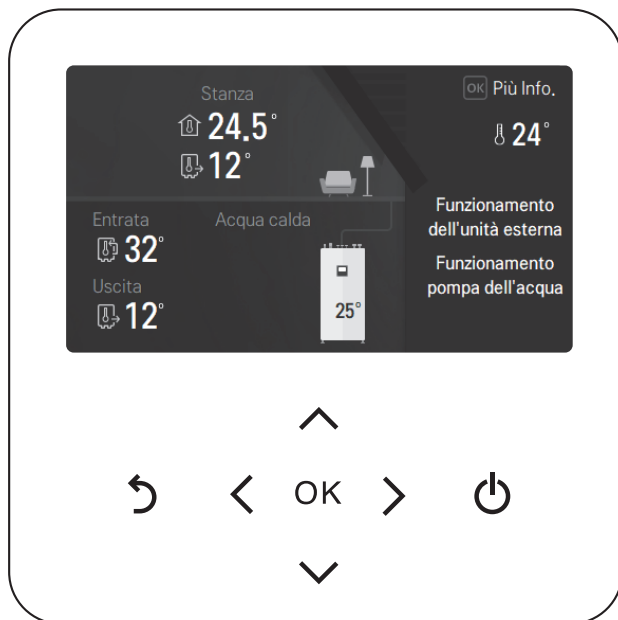 Stanza
24.5°
12°
OK Più Info.
24°
Entrata
32°
Uscita
12°
Acqua calda
25°
Funzionamento
dell'unità esterna
Funzionamento
pompa dell'acqua
OK